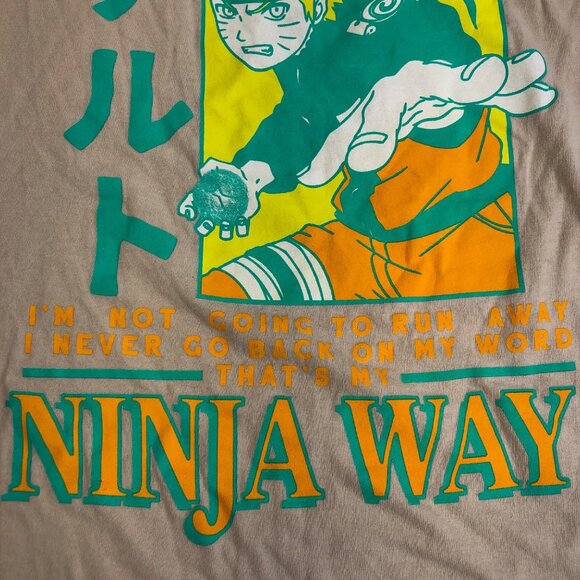 ルト
I'M NOT GOING TO RUN AWAY
I NEVER GO BACK ON MY WORD
THAT'S MY
NINJA WAY